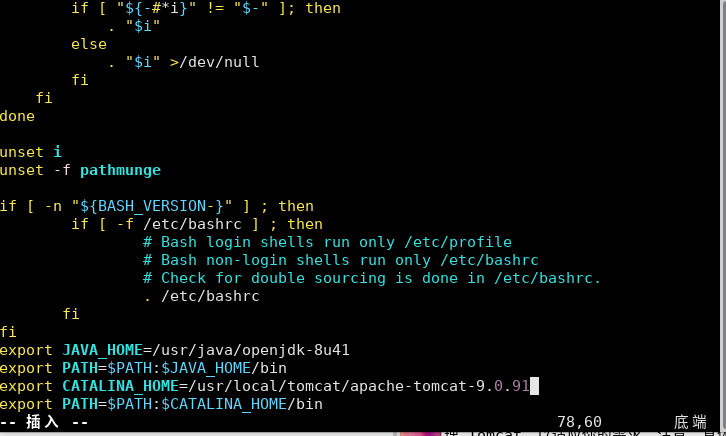 if [ "${-#*i}" != "$-" ]; then
            . "$i"
        else
            . "$i" >/dev/null
        fi
    fi
done

unset i
unset -f pathmunge

if [ -n "${BASH_VERSION-}" ] ; then
        if [ -f /etc/bashrc ] ; then
                # Bash login shells run only /etc/profile
                # Bash non-login shells run only /etc/bashrc
                # Check for double sourcing is done in /etc/bashrc.
                . /etc/bashrc
       fi
fi
export JAVA_HOME=/usr/java/openjdk-8u41
export PATH=$PATH:$JAVA_HOME/bin
export CATALINA_HOME=/usr/local/tomcat/apache-tomcat-9.0.91
export PATH=$PATH:$CATALINA_HOME/bin
-- 插入 -- 78,60 底端